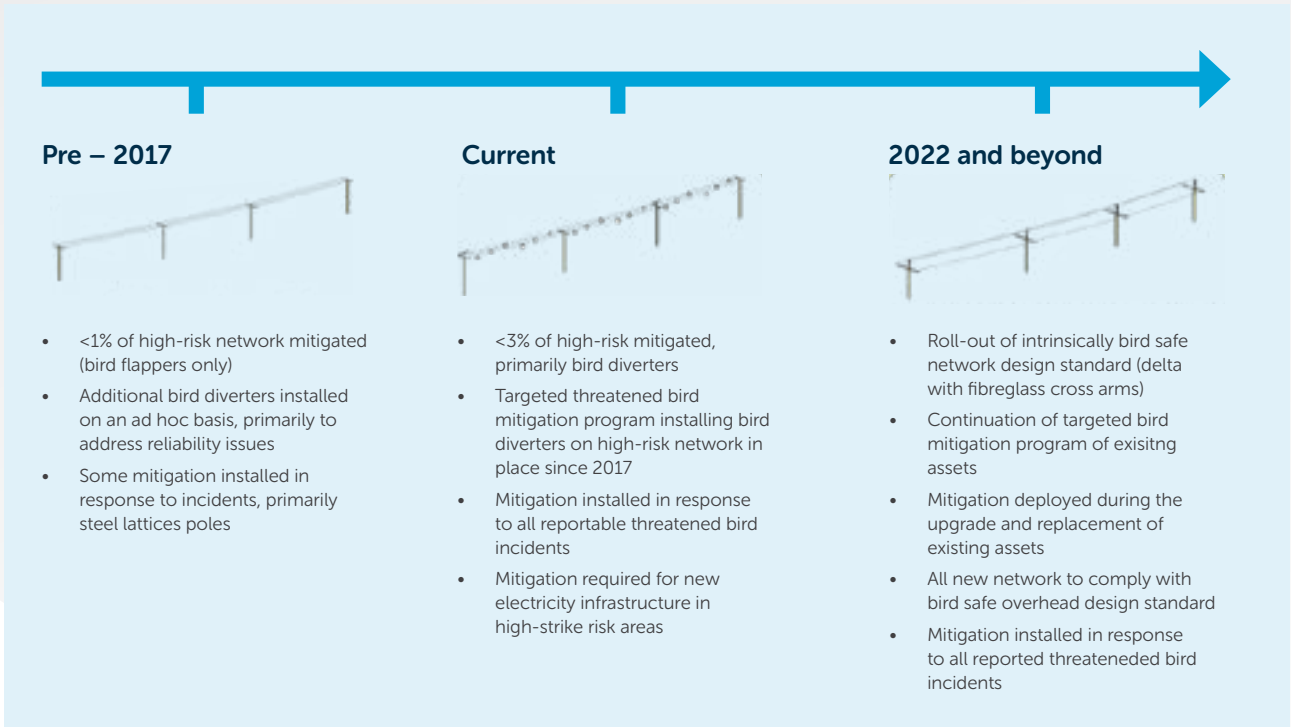 Pre – 2017
• <1% of high-risk network mitigated
(bird flappers only)
• Additional bird diverters installed
on an ad hoc basis, primarily to
address reliability issues
• Some mitigation installed in
response to incidents, primarily
steel lattices poles
Current
• <3% of high-risk mitigated,
primarily bird diverters
• Targeted threatened bird
mitigation program installing bird
diverters on high-risk network in
place since 2017
• Mitigation installed in response
to all reportable threatened bird
incidents
• Mitigation required for new
electricity infrastructure in
high-strike risk areas
2022 and beyond
• Roll-out of intrinsically bird safe
network design standard (delta
with fibreglass cross arms)
• Continuation of targeted bird
mitigation program of exisitng
assets
• Mitigation deployed during the
upgrade and replacement of
existing assets
• All new network to comply with
bird safe overhead design standard
• Mitigation installed in response
to all reported threateneded bird
incidents